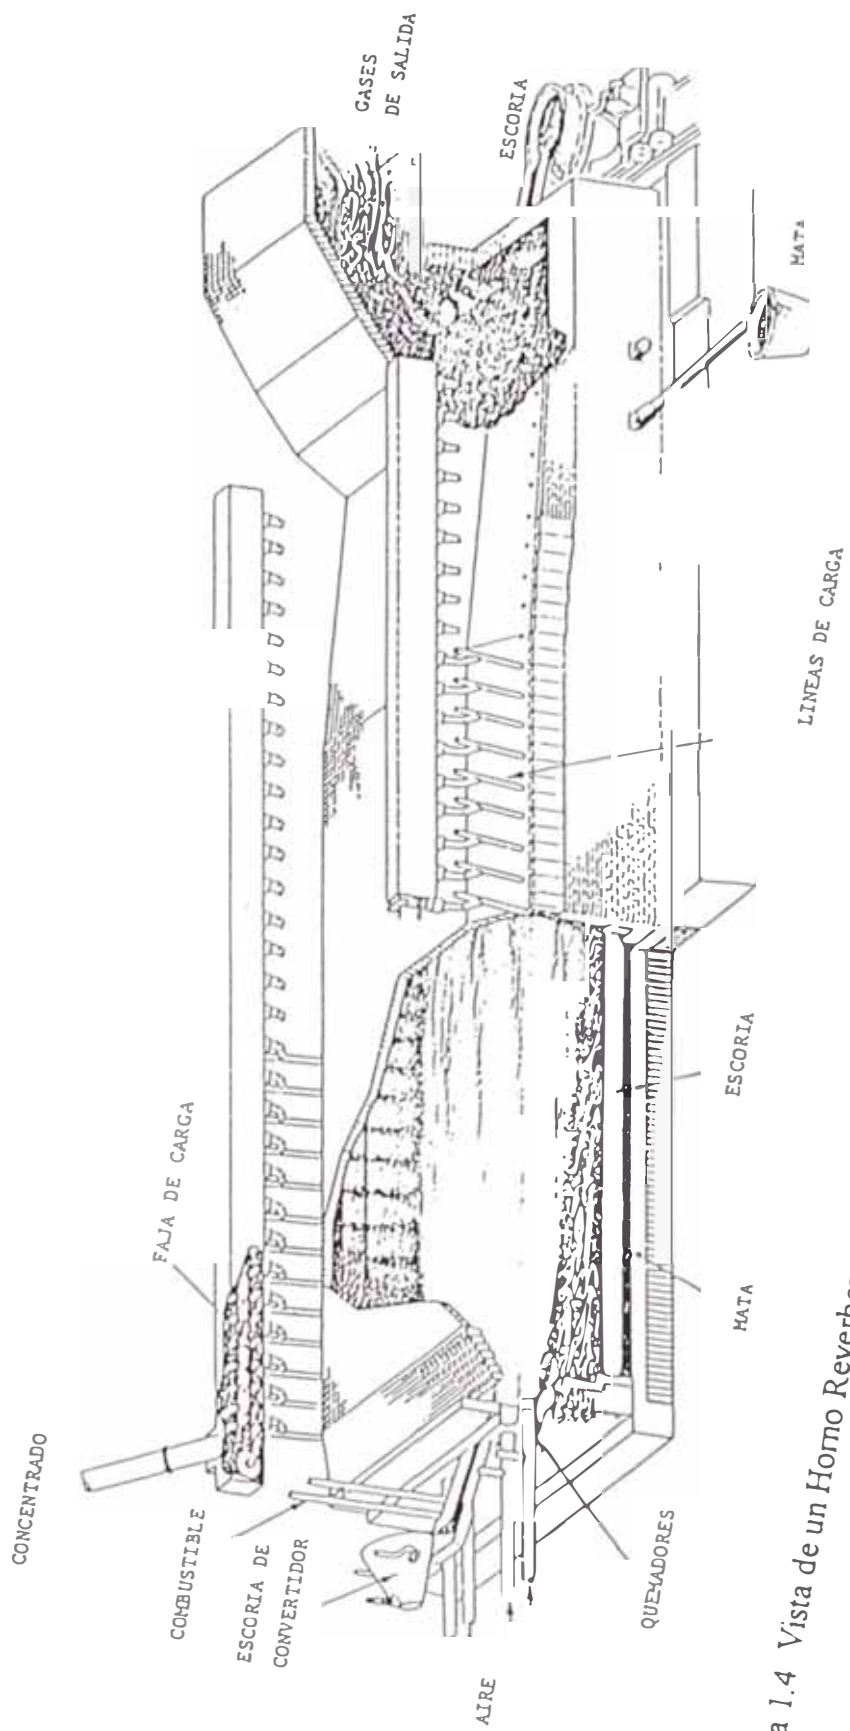 CONCENTRADO
COMBUSTIBLE
ESCORIA DE
CONVERTIDOR
AIRE
FAJA DE CARGA
GASES
DE SALIDA
ESCORIA
MATA
LINEAS DE CARGA
ESCORIA
MATA
QUEMADORES
a 1.4 Vista de un Horno